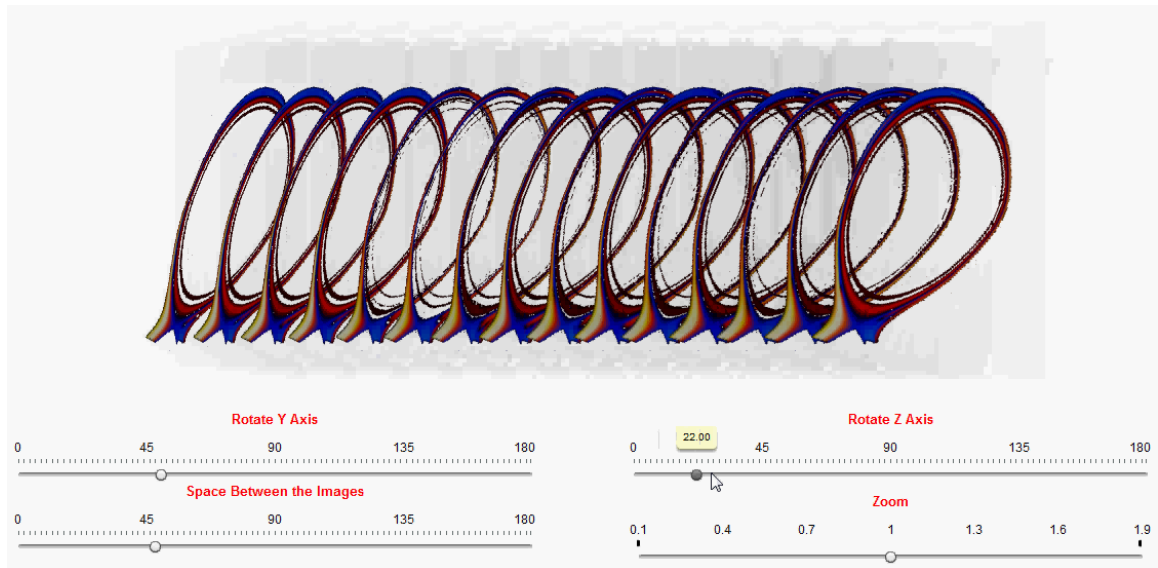 Rotate Y Axis
0 45 90 135 180
Space Between the Images
0 45 90 135 180
Rotate Z Axis
22.00
0 45 90 135 180
Zoom
0.1 0.4 0.7 1 1.3 1.6 1.9